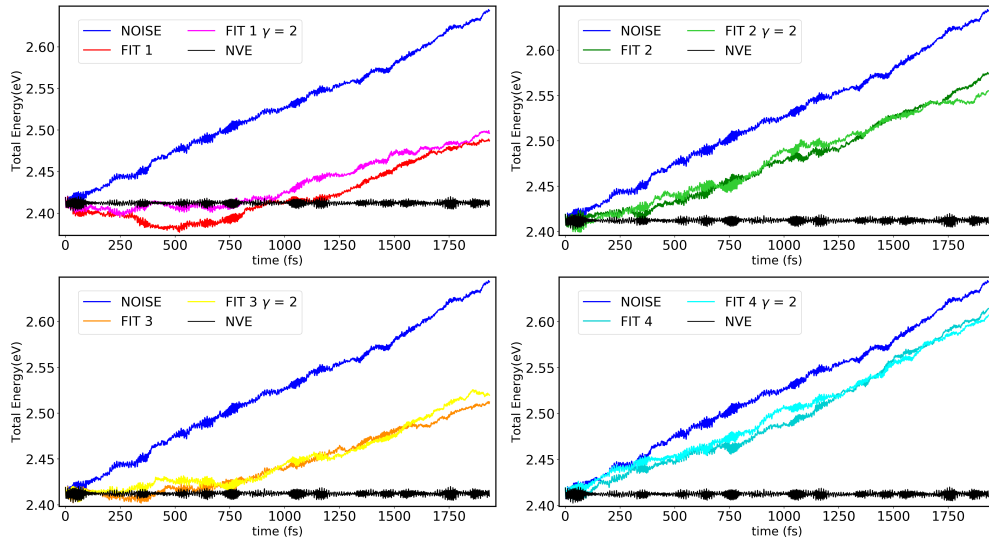 NOISE
FIT 1
FIT 1 γ = 2
NVE
Total Energy(eV)
2.60
2.50
2.40
0
250
500
750
1000
1250
1500
1750
time (fs)
NOISE
FIT 2
FIT 2 γ = 2
NVE
Total Energy(eV)
2.60
2.55
2.50
2.45
2.40
0
250
500
750
1000
1250
1500
1750
time (fs)
NOISE
FIT 3
FIT 3 γ = 2
NVE
Total Energy(eV)
2.60
2.55
2.50
2.45
2.40
0
250
500
750
1000
1250
1500
1750
time (fs)
NOISE
FIT 4
FIT 4 γ = 2
NVE
Total Energy(eV)
2.60
2.55
2.50
2.45
2.40
0
250
500
750
1000
1250
1500
1750
time (fs)